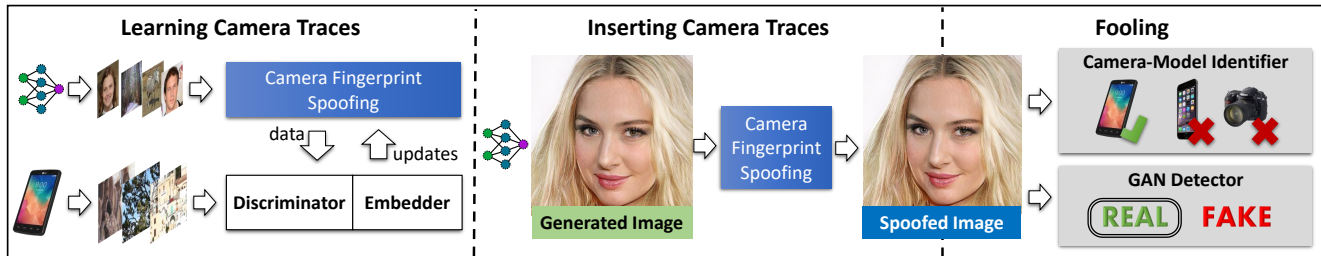 Learning Camera Traces
Camera Fingerprint
Spoofing
data
updates
Discriminator
Embedder
Inserting Camera Traces
Generated Image
Camera
Fingerprint
Spoofing
Spoofed Image
Fooling
Camera-Model Identifier
GAN Detector
REAL FAKE